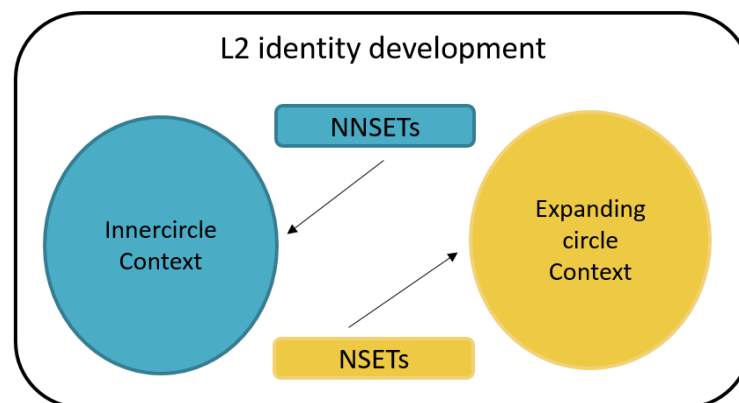 L2 identity development
NNSETs
Innercircle
Context
Expanding
circle
Context
NSETs